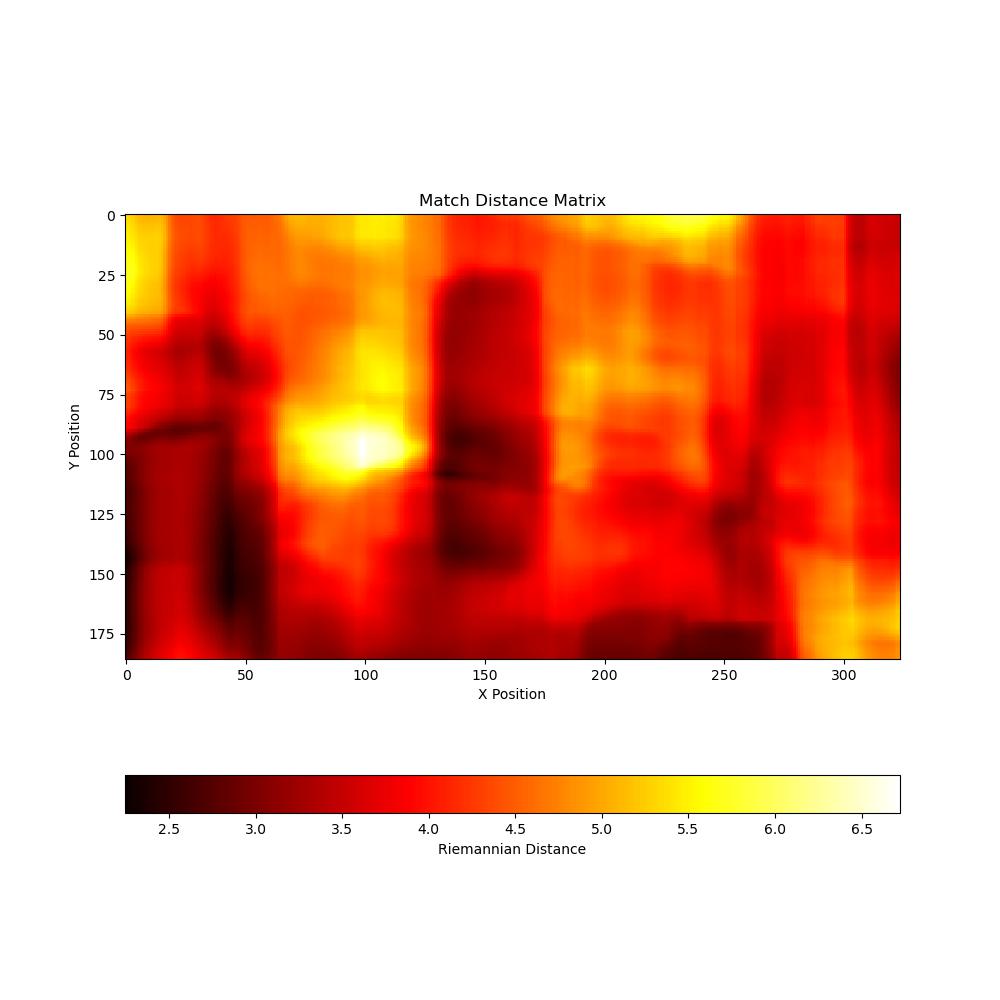 Match Distance Matrix
0
25
50
75
100
125
150
175
Y Position
0 50 100 150 200 250 300
X Position
2.5 3.0 3.5 4.0 4.5 5.0 5.5 6.0 6.5
Riemannian Distance